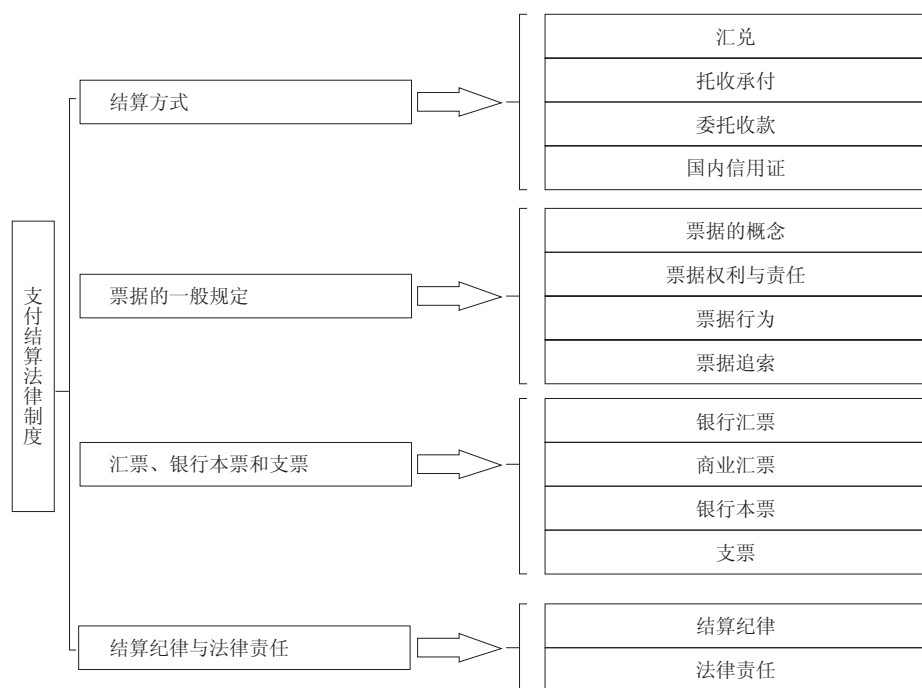 支付结算法律制度
结算方式
汇兑
托收承付
委托收款
国内信用证
票据的一般规定
票据的概念
票据权利与责任
票据行为
票据追索
汇票、银行本票和支票
银行汇票
商业汇票
银行本票
支票
结算纪律与法律责任
结算纪律
法律责任